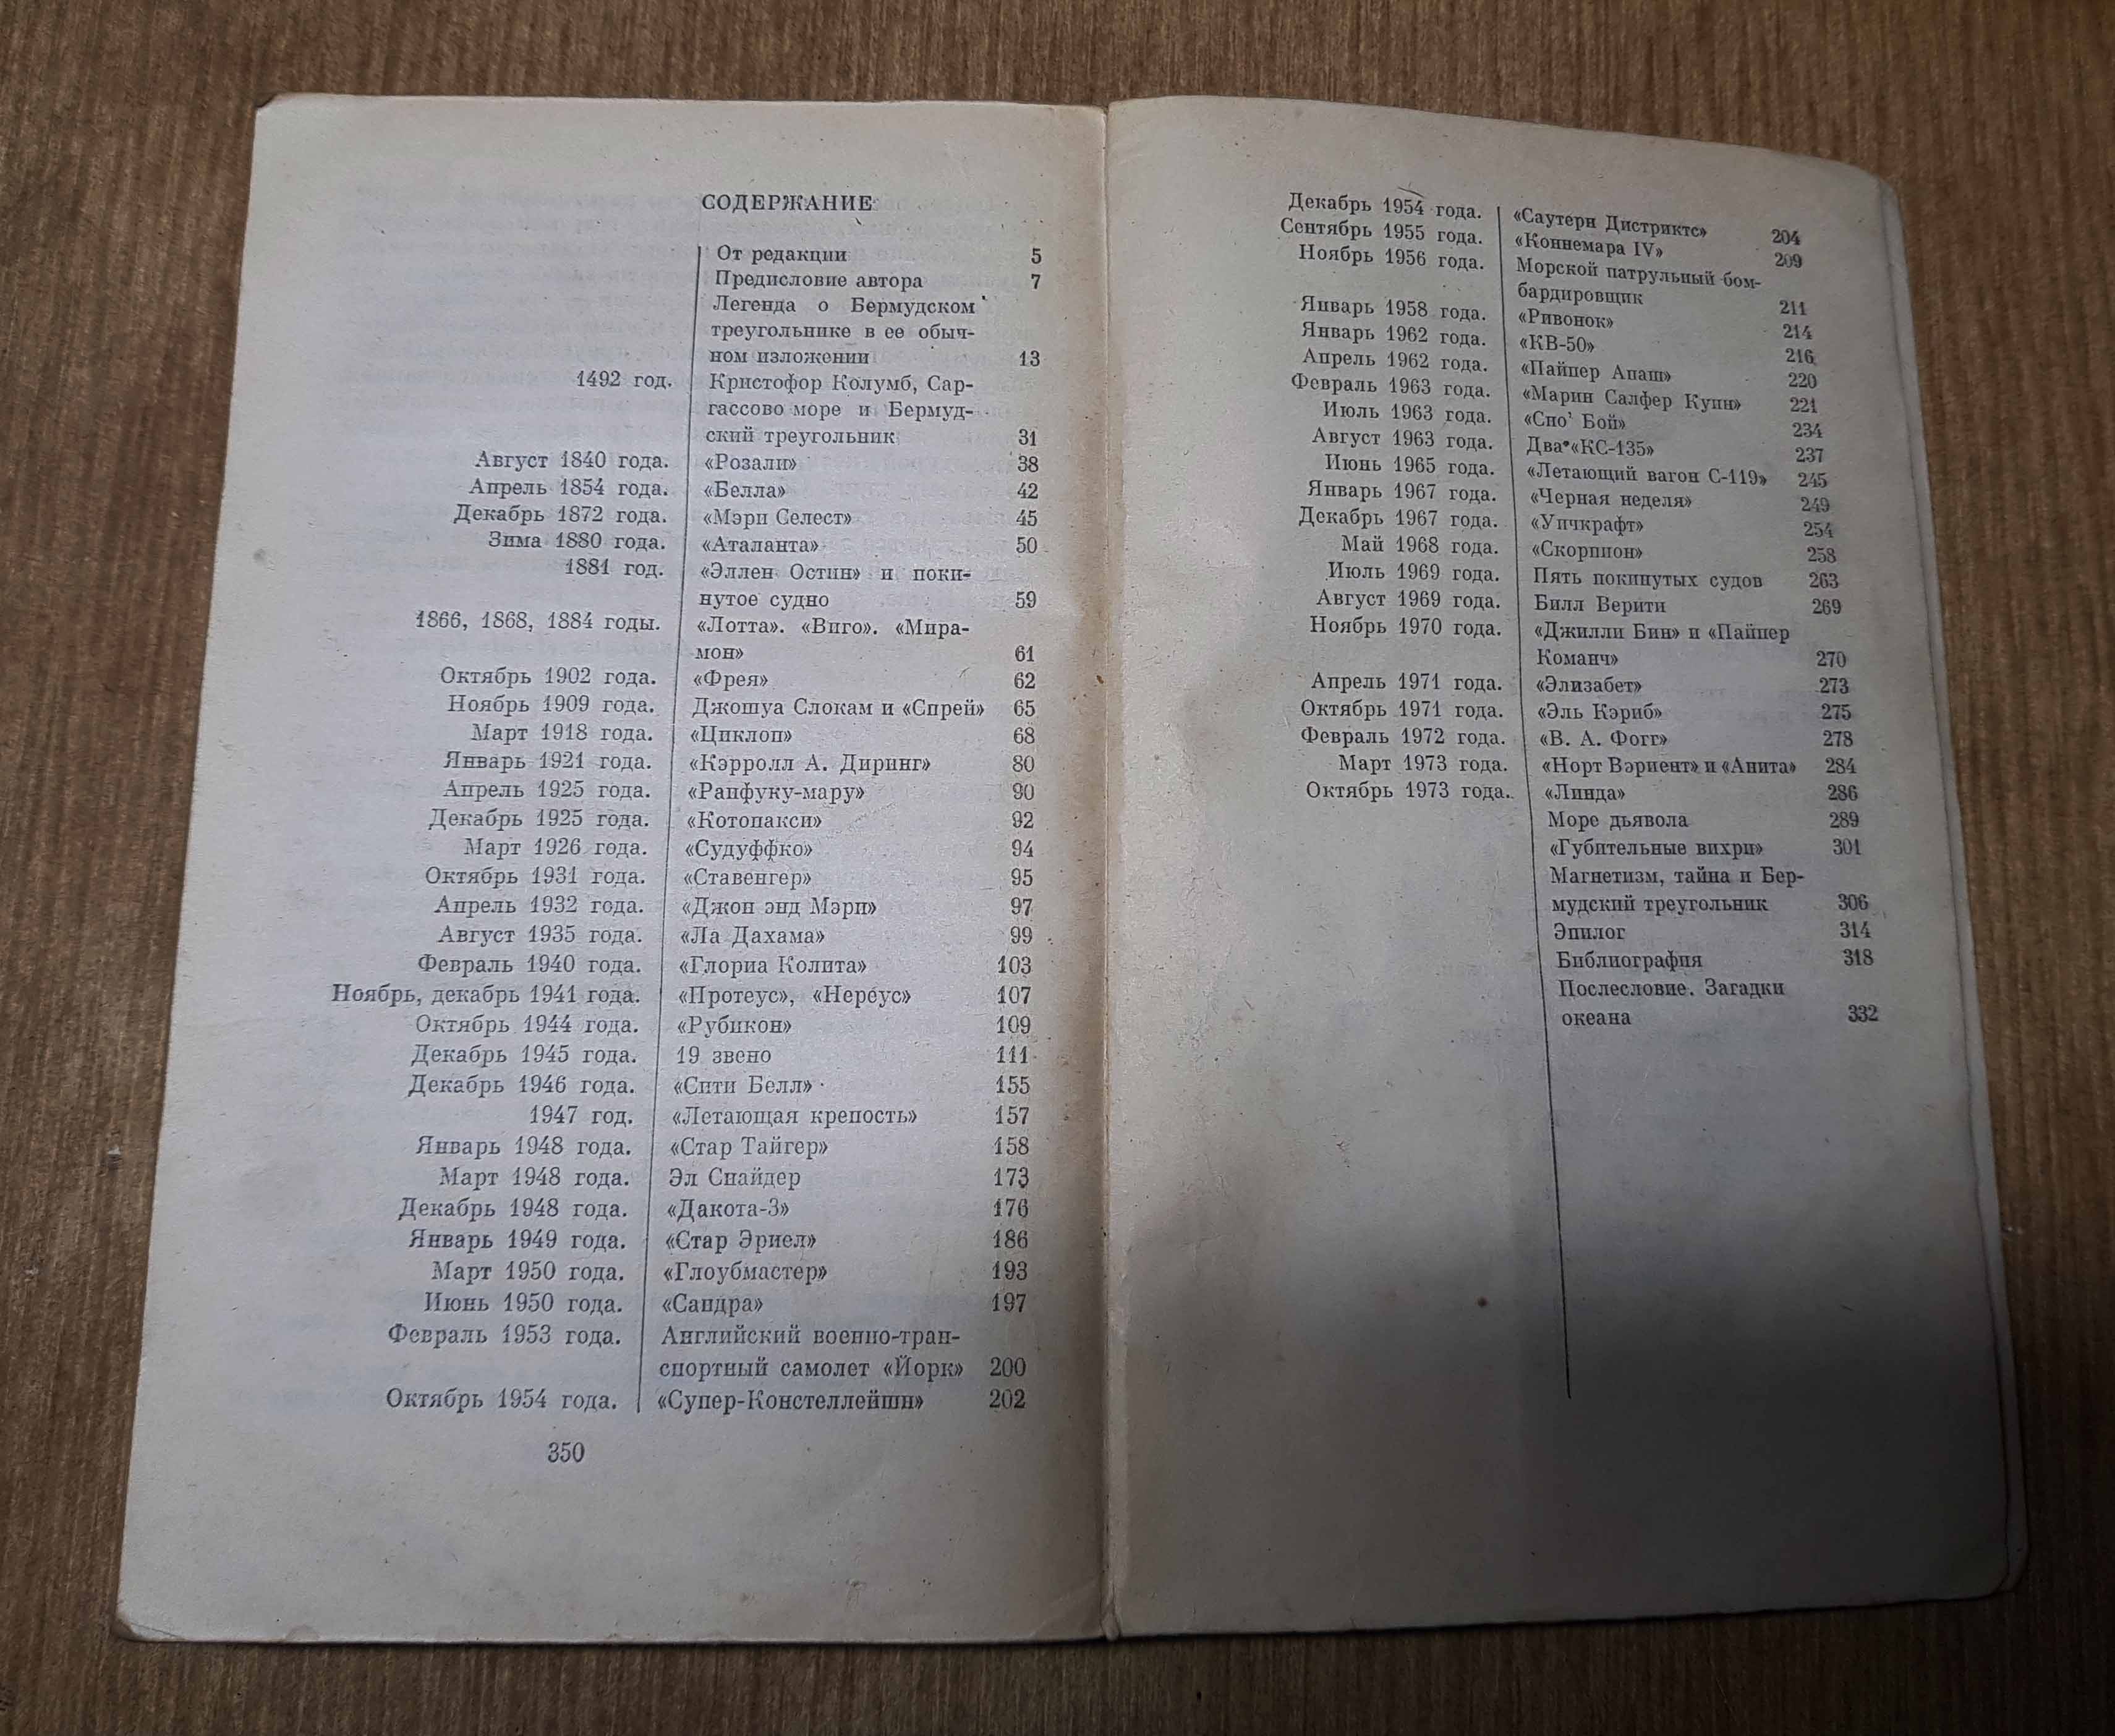 СОДЕРЖАНИЕ
От редакции 5
Предисловие автора 7
Легенда о Бермудском
треугольнике в ее обыч-
ном изложении 13
1492 год. Кристофор Колумб, Сар-
гассово море и Бермуд-
ский треугольник 31
Август 1840 года. «Розали» 38
Апрель 1854 года. «Белла» 42
Декабрь 1872 года. «Мэри Селест» 45
Зима 1880 года. «Аталанта» 50
1881 год. «Эллен Остин» и поки-
нутое судно 59
1866, 1868, 1884 годы. «Лотта». «Виго». «Мира-
мон» 61
Октябрь 1902 года. «Фрея» 62
Ноябрь 1909 года. Джошуа Слокам и «Спрей» 65
Март 1918 года. «Циклоп» 68
Январь 1921 года. «Кэрролл А. Диринг» 80
Апрель 1925 года. «Райфуку-мару» 90
Декабрь 1925 года. «Котопакси» 92
Март 1926 года. «Судуффко» 94
Октябрь 1931 года. «Ставенгер» 95
Апрель 1932 года. «Джон энд Мэри» 97
Август 1935 года. «Ла Дахама» 99
Февраль 1940 года. «Глориа Колита» 103
Ноябрь, декабрь 1941 года. «Протеус», «Нереус» 107
Октябрь 1944 года. «Рубикон» 109
Декабрь 1945 года. 19 звено 111
Декабрь 1946 года. «Сити Белл» 155
1947 год. «Летающая крепость» 157
Январь 1948 года. «Стар Тайгер» 158
Март 1948 года. Эл Снайдер 173
Декабрь 1948 года. «Дакота-3» 176
Январь 1949 года. «Стар Эриел» 186
Март 1950 года. «Глоубмастер» 193
Июнь 1950 года. «Сандра» 197
Февраль 1953 года. Английский военно-тран-
спортный самолет «Йорк» 200
Октябрь 1954 года. «Супер-Констеллейшн» 202
350
Декабрь 1954 года. «Саутерн Дистриктс» 204
Сентябрь 1955 года. «Коннемара IV» 209
Ноябрь 1956 года. Морской патрульный бом-
бардировщик 211
Январь 1958 года. «Ривонок» 214
Январь 1962 года. «КВ-50» 216
Апрель 1962 года. «Пайпер Апаш» 220
Февраль 1963 года. «Марин Салфер Куин» 221
Июль 1963 года. «Сно' Бой» 234
Август 1963 года. Два «КС-135» 237
Июнь 1965 года. «Летающий вагон С-119» 245
Январь 1967 года. «Черная неделя» 249
Декабрь 1967 года. «Уичкрафт» 254
Май 1968 года. «Скорпион» 258
Июль 1969 года. Пять покинутых судов 263
Август 1969 года. Билл Верити 269
Ноябрь 1970 года. «Джилли Бин» и «Пайпер
Команч» 270
Апрель 1971 года. «Элизабет» 273
Октябрь 1971 года. «Эль Кэриб» 275
Февраль 1972 года. «В. А. Фогг» 278
Март 1973 года. «Норт Вэриент» и «Анита» 284
Октябрь 1973 года. «Линда» 286
Море дьявола 289
«Губительные вихри» 301
Магнетизм, тайна и Бер-
мудский треугольник 306
Эпилог 314
Библиография 318
Послесловие. Загадки
океана 332